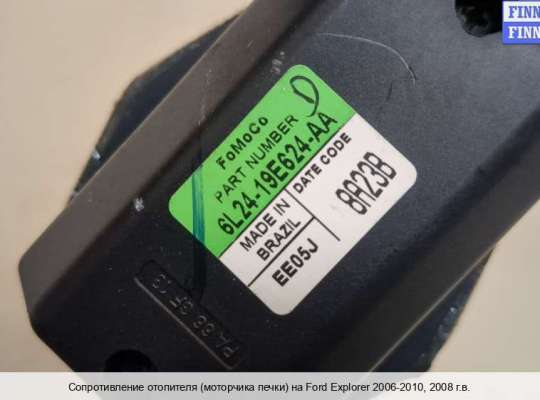 FINN
FINN
FoMoCo
PART NUMBER
6L24-19E624-AA
MADE IN
BRAZIL
DATE CODE
EE05J
8A23B
Сопротивление отопителя (моторчика печки) на Ford Explorer 2006-2010, 2008 г.в.